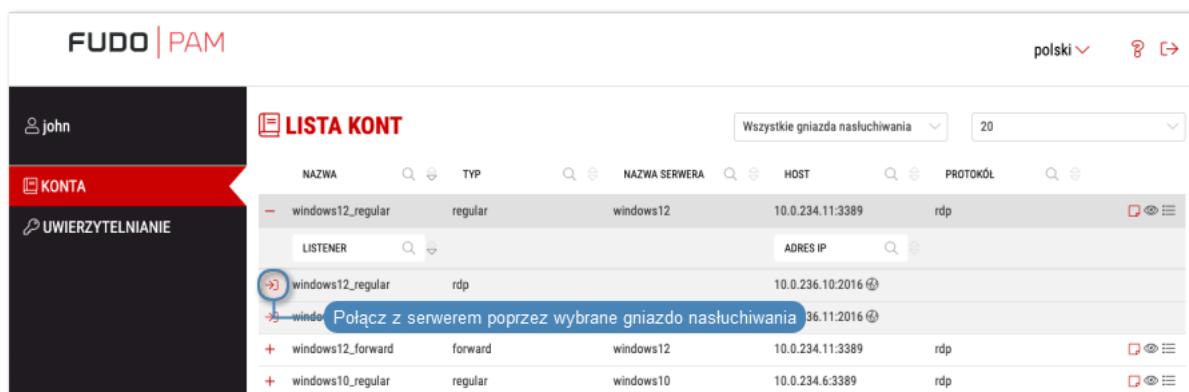 FUDO PAM
polski
john
LISTA KONT
Wszystkie gniazda nasłuchiwania
20
KONTA
NAZWA TYP NAZWA SERWERA HOST PROTOKÓŁ
UWIERZYTELNIANIE
windows12_regular regular windows12 10.0.234.11:3389 rdp
LISTENER ADRES IP
windows12_regular rdp 10.0.236.10:2016
Połącz z serwerem poprzez wybrane gniazdo nasłuchiwania
36.11:2016
windows12_forward forward windows12 10.0.234.11:3389 rdp
windows10_regular regular windows10 10.0.234.6:3389 rdp